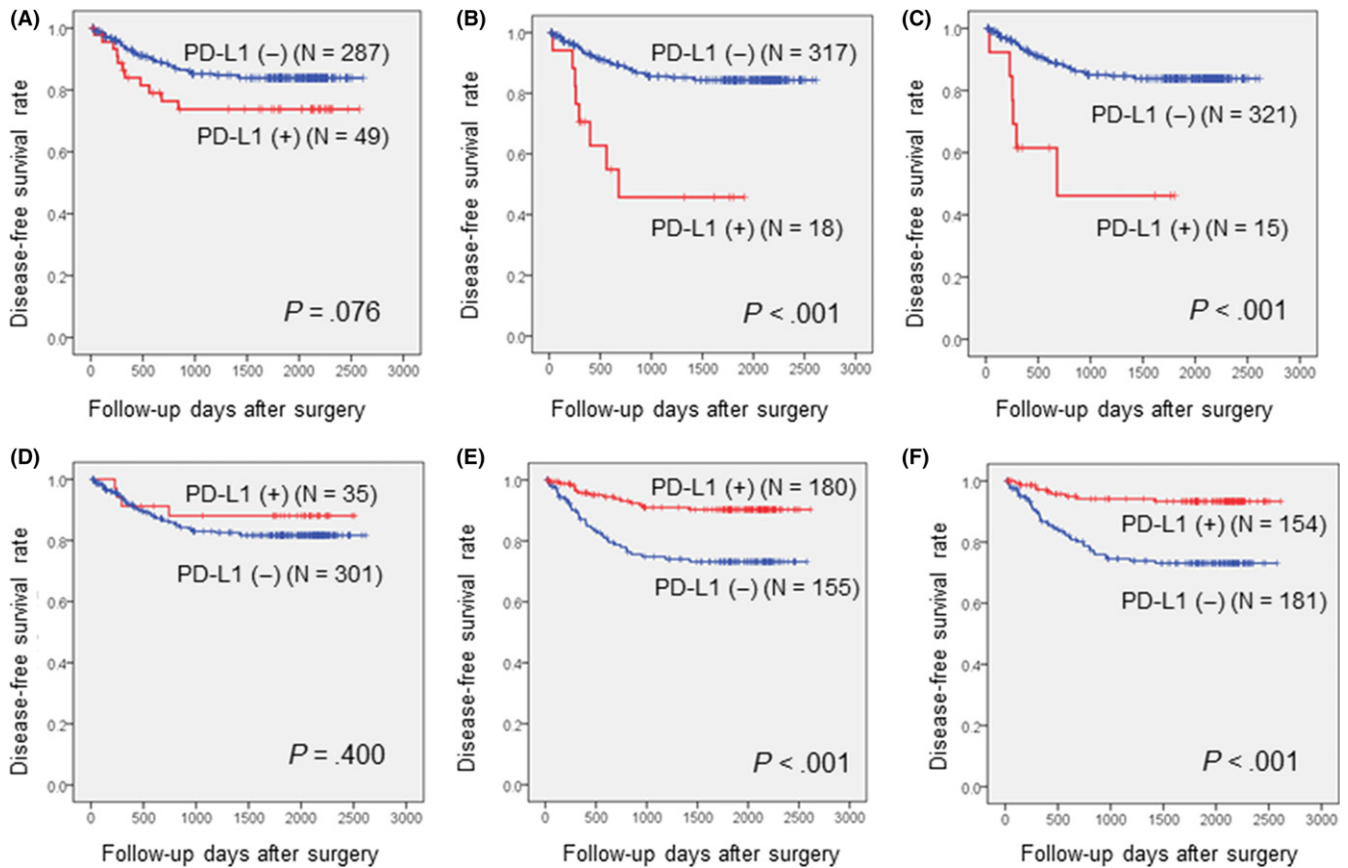 (A)
Disease-free survival rate
1.0
0.8
0.6
0.4
0.2
0.0
PD-L1 (–) (N = 287)
PD-L1 (+) (N = 49)
P = .076
0 500 1000 1500 2000 2500 3000
Follow-up days after surgery
(B)
Disease-free survival rate
1.0
0.8
0.6
0.4
0.2
0.0
PD-L1 (–) (N = 317)
PD-L1 (+) (N = 18)
P < .001
0 500 1000 1500 2000 2500 3000
Follow-up days after surgery
(C)
Disease-free survival rate
1.0
0.8
0.6
0.4
0.2
0.0
PD-L1 (–) (N = 321)
PD-L1 (+) (N = 15)
P < .001
0 500 1000 1500 2000 2500 3000
Follow-up days after surgery
(D)
Disease-free survival rate
1.0
0.8
0.6
0.4
0.2
0.0
PD-L1 (+) (N = 35)
PD-L1 (–) (N = 301)
P = .400
0 500 1000 1500 2000 2500 3000
Follow-up days after surgery
(E)
Disease-free survival rate
1.0
0.8
0.6
0.4
0.2
0.0
PD-L1 (+) (N = 180)
PD-L1 (–) (N = 155)
P < .001
0 500 1000 1500 2000 2500 3000
Follow-up days after surgery
(F)
Disease-free survival rate
1.0
0.8
0.6
0.4
0.2
0.0
PD-L1 (+) (N = 154)
PD-L1 (–) (N = 181)
P < .001
0 500 1000 1500 2000 2500 3000
Follow-up days after surgery